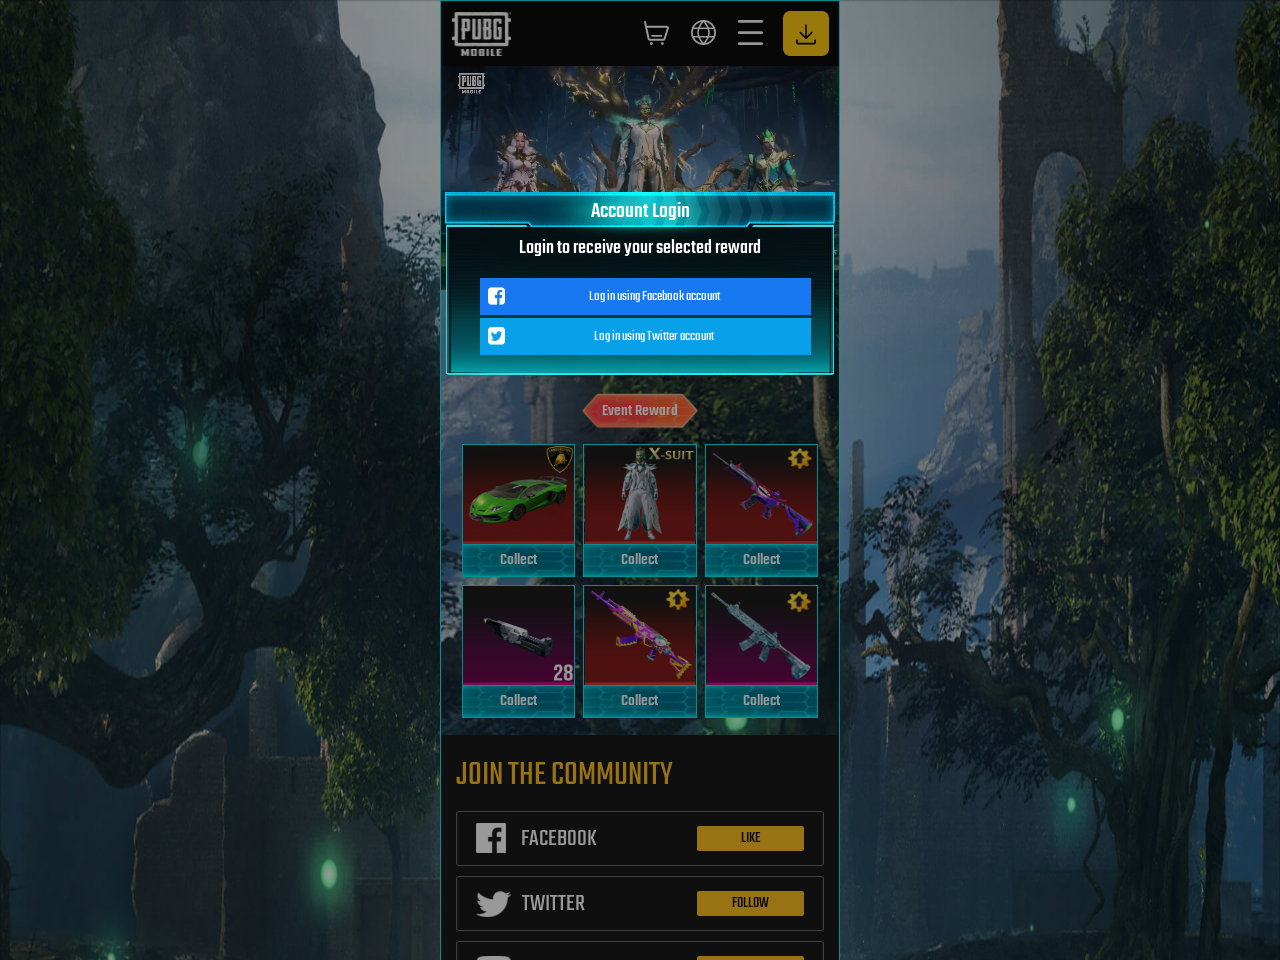 PUBG
MOBILE
PUBG
MOBILE
Account Login
Login to receive your selected reward
Log in using Facebook account
Log in using Twitter account
Event Reward
X-SUIT
Collect
Collect
Collect
28
Collect
Collect
Collect
JOIN THE COMMUNITY
FACEBOOK
LIKE
TWITTER
FOLLOW